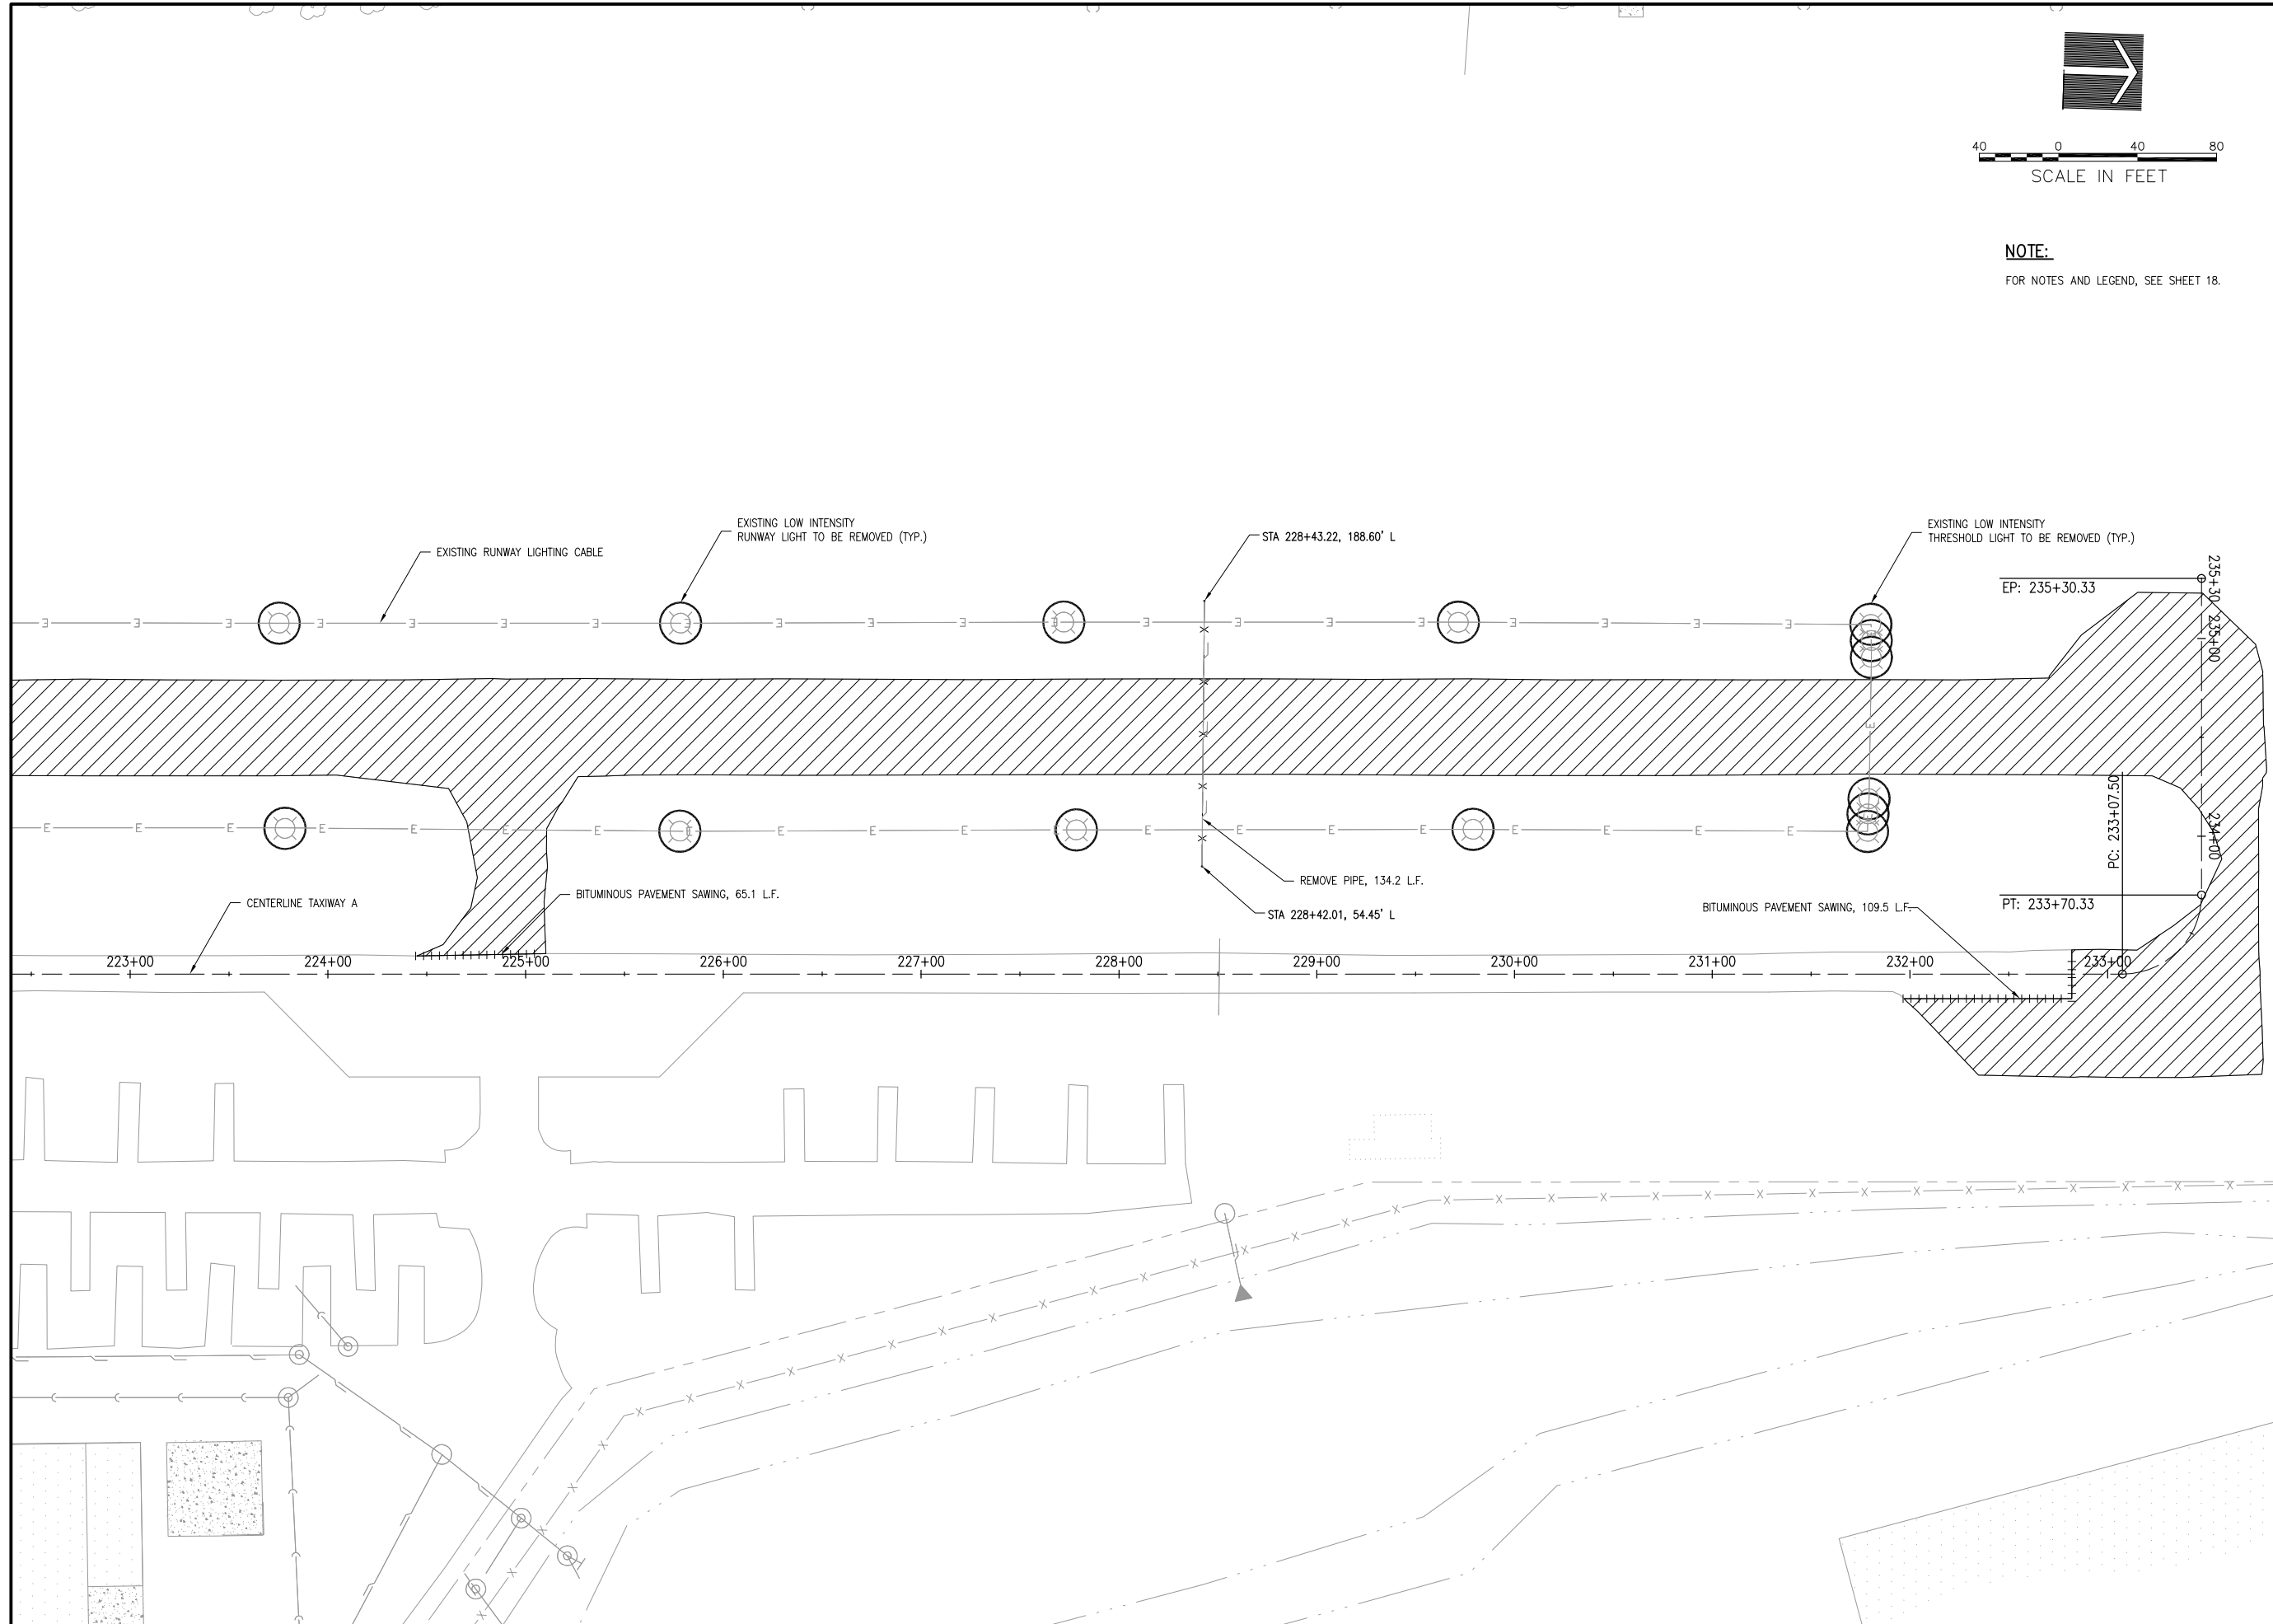 40 0 40 80
SCALE IN FEET
NOTE:
FOR NOTES AND LEGEND, SEE SHEET 18.
EXISTING RUNWAY LIGHTING CABLE
EXISTING LOW INTENSITY
RUNWAY LIGHT TO BE REMOVED (TYP.)
STA 228+43.22, 188.60' L
EXISTING LOW INTENSITY
THRESHOLD LIGHT TO BE REMOVED (TYP.)
EP: 235+30.33
235+30
235+00
234+00
PC: 233+07.50
PT: 233+70.33
CENTERLINE TAXIWAY A
BITUMINOUS PAVEMENT SAWING, 65.1 L.F.
REMOVE PIPE, 134.2 L.F.
STA 228+42.01, 54.45' L
BITUMINOUS PAVEMENT SAWING, 109.5 L.F.
223+00 224+00 225+00 226+00 227+00 228+00 229+00 230+00 231+00 232+00 233+00